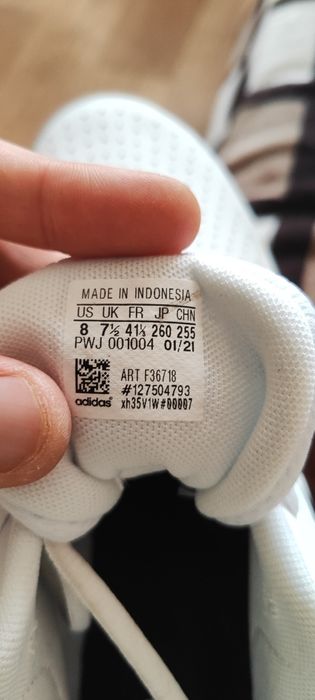 MADE IN INDONESIA
US UK FR JP CHN
8 7½ 41⅓ 260 255
PWJ 001004 01/21
ART F36718
#127504793
adidas xh35V1W#00007